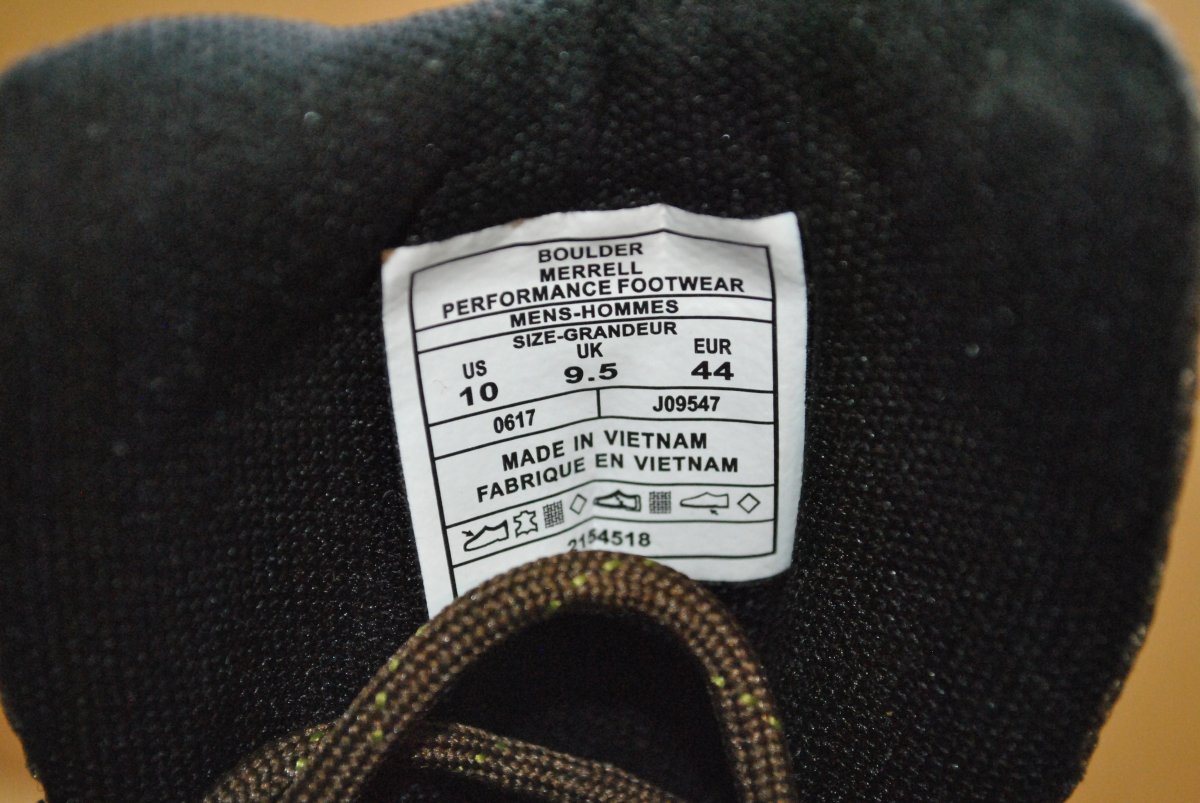 BOULDER
MERRELL
PERFORMANCE FOOTWEAR
MENS-HOMMES
SIZE-GRANDEUR
US UK EUR
10 9.5 44
0617 J09547
MADE IN VIETNAM
FABRIQUE EN VIETNAM
2154518